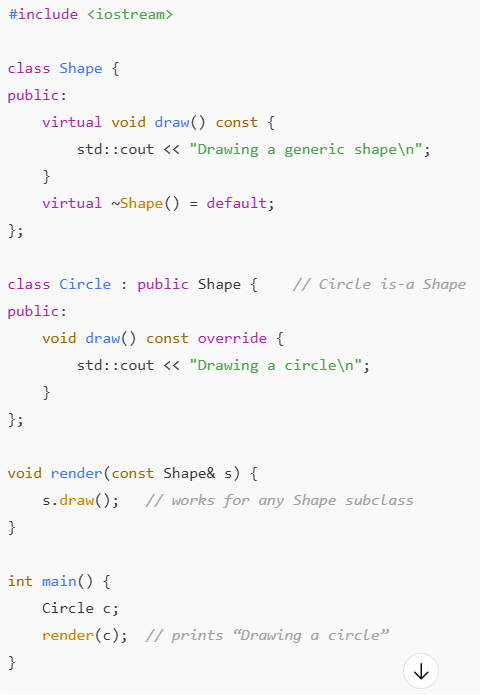 #include <iostream>

class Shape {
public:
    virtual void draw() const {
        std::cout << "Drawing a generic shape\n";
    }
    virtual ~Shape() = default;
};

class Circle : public Shape {    // Circle is-a Shape
public:
    void draw() const override {
        std::cout << "Drawing a circle\n";
    }
};

void render(const Shape& s) {
    s.draw();   // works for any Shape subclass
}

int main() {
    Circle c;
    render(c);  // prints “Drawing a circle”
}